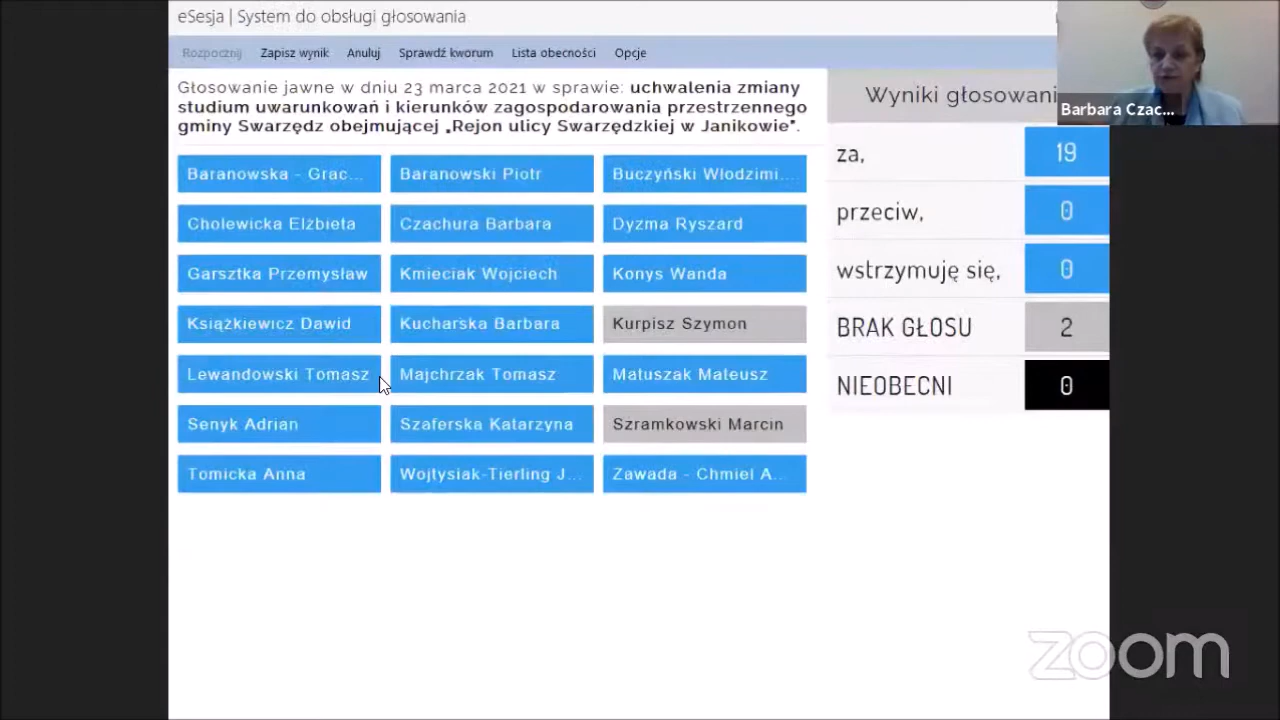 eSesja | System do obsługi głosowania
Rozpocznij Zapisz wynik Anuluj Sprawdź kworum Lista obecności Opcje
Głosowanie jawne w dniu 23 marca 2021 w sprawie: uchwalenia zmiany
studium uwarunkowań i kierunków zagospodarowania przestrzennego
gminy Swarzędz obejmującej „Rejon ulicy Swarzędzkiej w Janikowie".
Baranowska - Grac... Baranowski Piotr Buczyński Włodzimi...
Cholewicka Elżbieta Czachura Barbara Dyzma Ryszard
Garsztka Przemysław Kmieciak Wojciech Konys Wanda
Książkiewicz Dawid Kucharska Barbara Kurpisz Szymon
Lewandowski Tomasz Majchrzak Tomasz Matuszak Mateusz
Senyk Adrian Szaferska Katarzyna Szramkowski Marcin
Tomicka Anna Wojtysiak-Tierling J... Zawada - Chmiel A...
Wyniki głosowani
za, 19
przeciw, 0
wstrzymuję się, 0
BRAK GŁOSU 2
NIEOBECNI 0
Barbara Czac...
zoom